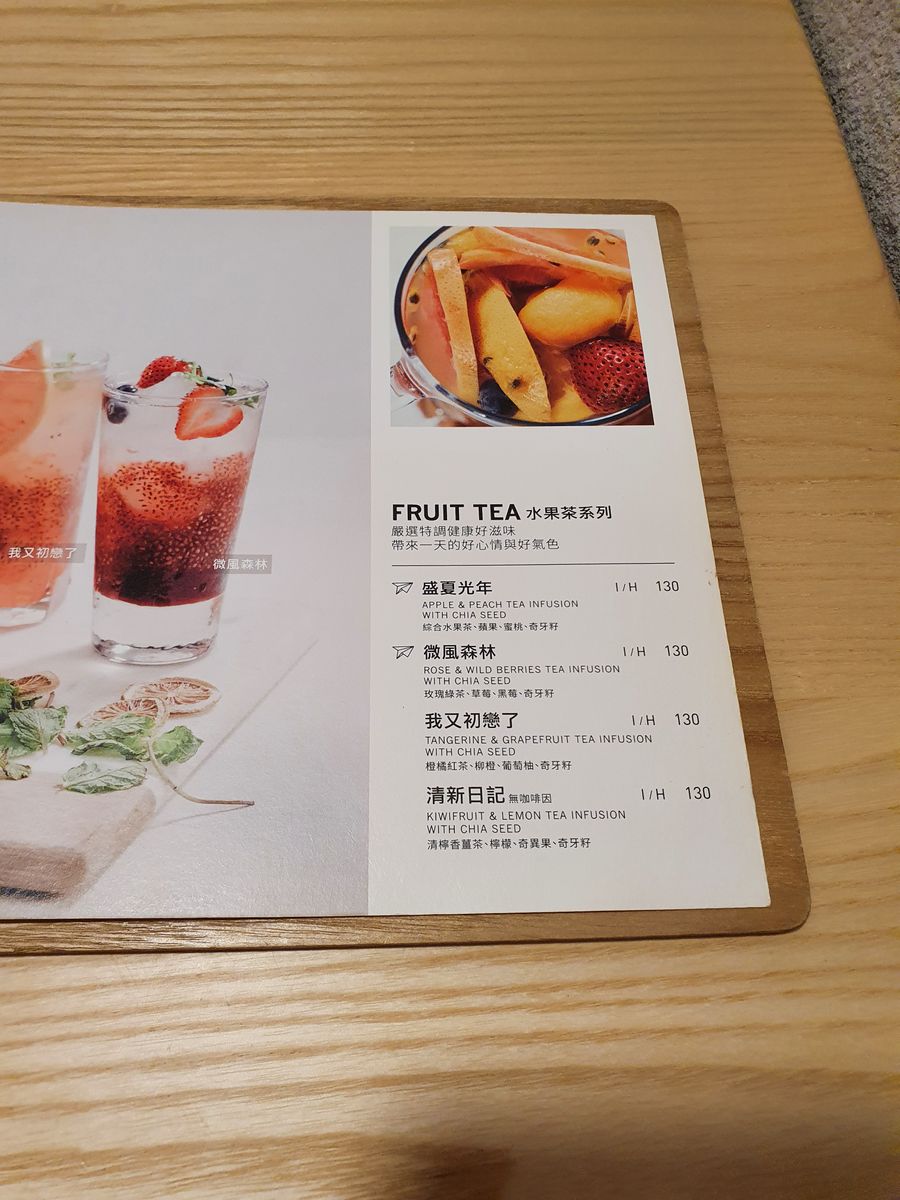 我又初戀了
微風森林
FRUIT TEA 水果茶系列
嚴選特調健康好滋味
帶來一天的好心情與好氣色
盛夏光年 I/H 130
APPLE & PEACH TEA INFUSION
WITH CHIA SEED
綜合水果茶、蘋果、蜜桃、奇牙籽
微風森林 I/H 130
ROSE & WILD BERRIES TEA INFUSION
WITH CHIA SEED
玫瑰綠茶、草莓、黑莓、奇牙籽
我又初戀了 I/H 130
TANGERINE & GRAPEFRUIT TEA INFUSION
WITH CHIA SEED
橙橘紅茶、柳橙、葡萄柚、奇牙籽
清新日記 無咖啡因 I/H 130
KIWIFRUIT & LEMON TEA INFUSION
WITH CHIA SEED
清檸香薑茶、檸檬、奇異果、奇牙籽